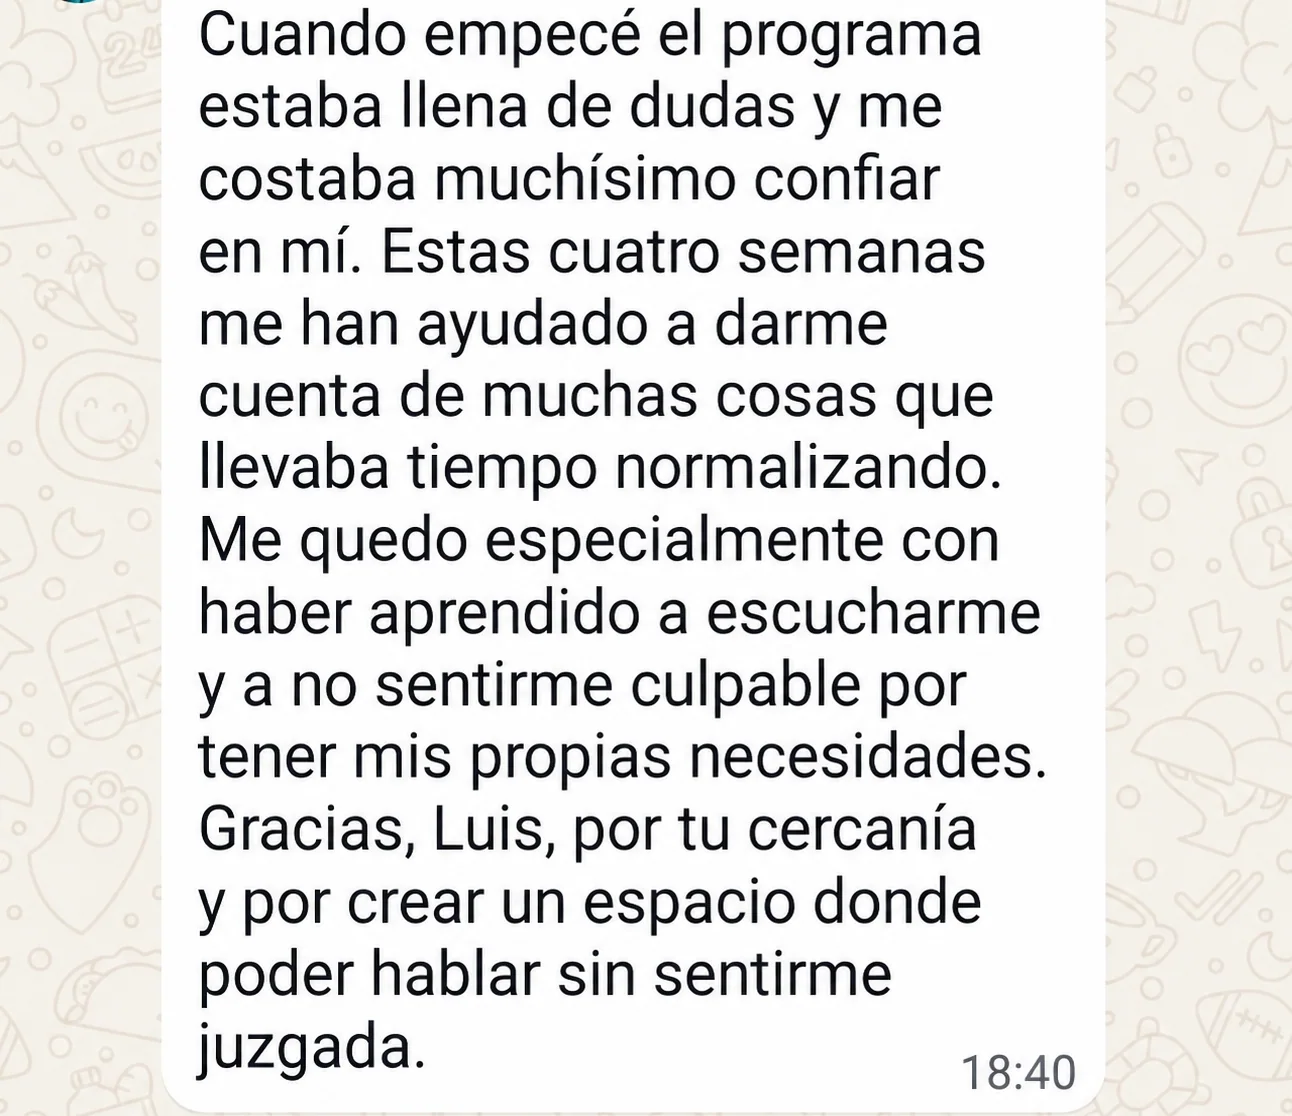 Cuando empecé el programa
estaba llena de dudas y me
costaba muchísimo confiar
en mí. Estas cuatro semanas
me han ayudado a darme
cuenta de muchas cosas que
llevaba tiempo normalizando.
Me quedo especialmente con
haber aprendido a escucharme
y a no sentirme culpable por
tener mis propias necesidades.
Gracias, Luis, por tu cercanía
y por crear un espacio donde
poder hablar sin sentirme
juzgada.
18:40